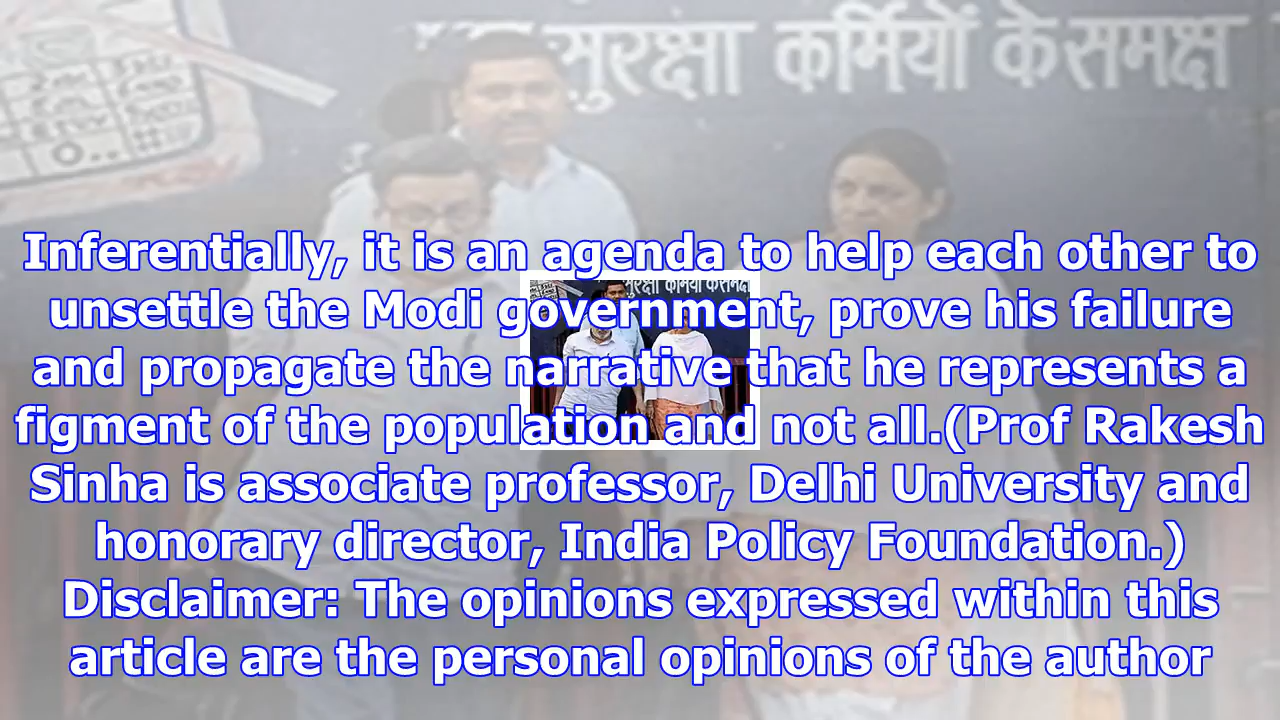 सुरक्षा कर्मियों के समक्ष
Inferentially, it is an agenda to help each other to
unsettle the Modi government, prove his failure
and propagate the narrative that he represents a
figment of the population and not all.(Prof Rakesh
Sinha is associate professor, Delhi University and
honorary director, India Policy Foundation.)
Disclaimer: The opinions expressed within this
article are the personal opinions of the author
सुरक्षा कर्मियों के समक्ष